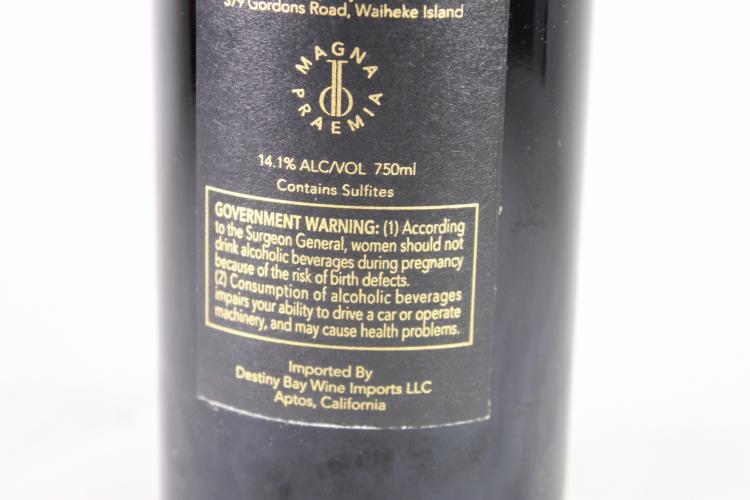 379 Gordons Road, Waiheke Island
MAGNA
PRAEMIA
14.1% ALC/VOL 750ml
Contains Sulfites
GOVERNMENT WARNING: (1) According
to the Surgeon General, women should not
drink alcoholic beverages during pregnancy
because of the risk of birth defects.
(2) Consumption of alcoholic beverages
impairs your ability to drive a car or operate
machinery, and may cause health problems.
Imported By
Destiny Bay Wine Imports LLC
Aptos, California